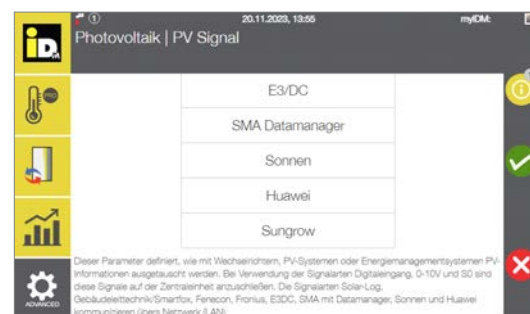 ①
20.11.2023, 13:55
myIDM:
Photovoltaik | PV Signal
iDM
PRO
E3/DC
SMA Datamanager
Sonnen
Huawei
Sungrow
Dieser Parameter definiert, wie mit Wechselrichtern, PV-Systemen oder Energiemanagementsystemen PV-
Informationen ausgetauscht werden. Bei Verwendung der Signalarten Digitaleingang, 0-10V und S0 sind
diese Signale auf der Zentraleinheit anzuschließen. Die Signalarten Solar-Log,
Gebäudeleittechnik/Smartfox, Fenecon, Fronius, E3DC, SMA mit Datamanager, Sonnen und Huawei
kommunizieren übers Netzwerk (LAN)
ADVANCED